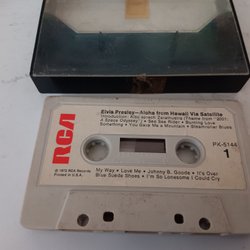 Elvis Presley—Aloha from Hawaii Via Satellite
Introduction: Also sprach Zarathustra (Theme from "2001:
A Space Odyssey") • See See Rider • Burning Love
Something • You Gave Me a Mountain • Steamroller Blues
RCA
PK-5144
1
My Way • Love Me • Johnny B. Goode • It's Over
Blue Suede Shoes • I'm So Lonesome I Could Cry
© 1973 RCA Records
Printed in U.S.A.